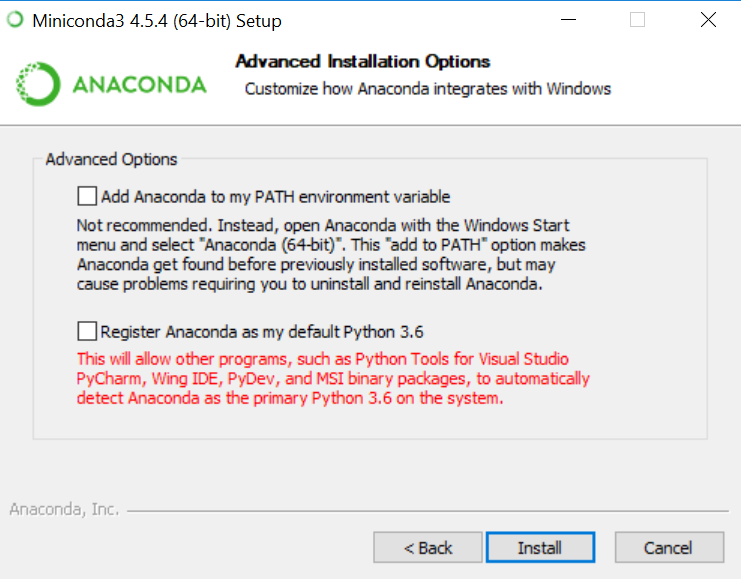 Miniconda3 4.5.4 (64-bit) Setup
ANACONDA
Advanced Installation Options
Customize how Anaconda integrates with Windows
Advanced Options
Add Anaconda to my PATH environment variable
Not recommended. Instead, open Anaconda with the Windows Start
menu and select "Anaconda (64-bit)". This "add to PATH" option makes
Anaconda get found before previously installed software, but may
cause problems requiring you to uninstall and reinstall Anaconda.
Register Anaconda as my default Python 3.6
This will allow other programs, such as Python Tools for Visual Studio
PyCharm, Wing IDE, PyDev, and MSI binary packages, to automatically
detect Anaconda as the primary Python 3.6 on the system.
Anaconda, Inc.
< Back
Install
Cancel